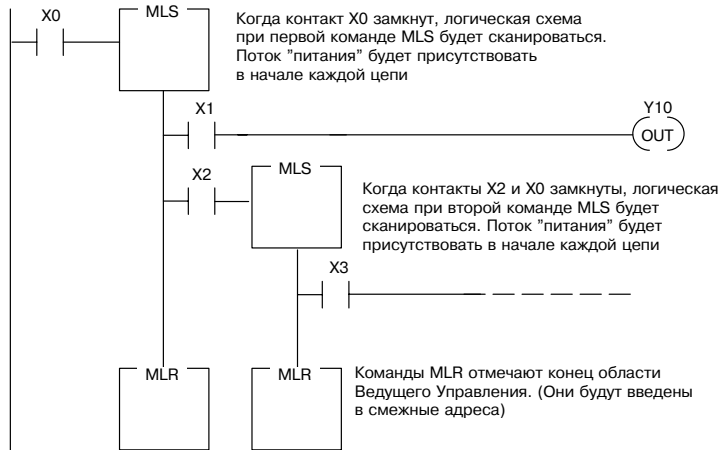 X0
MLS
Когда контакт X0 замкнут, логическая схема
при первой команде MLS будет сканироваться.
Поток "питания" будет присутствовать
в начале каждой цепи
X1
Y10
OUT
X2
MLS
Когда контакты X2 и X0 замкнуты, логическая
схема при второй команде MLS будет
сканироваться. Поток "питания" будет
присутствовать в начале каждой цепи
X3
MLR
MLR
Команды MLR отмечают конец области
Ведущего Управления. (Они будут введены
в смежные адреса)